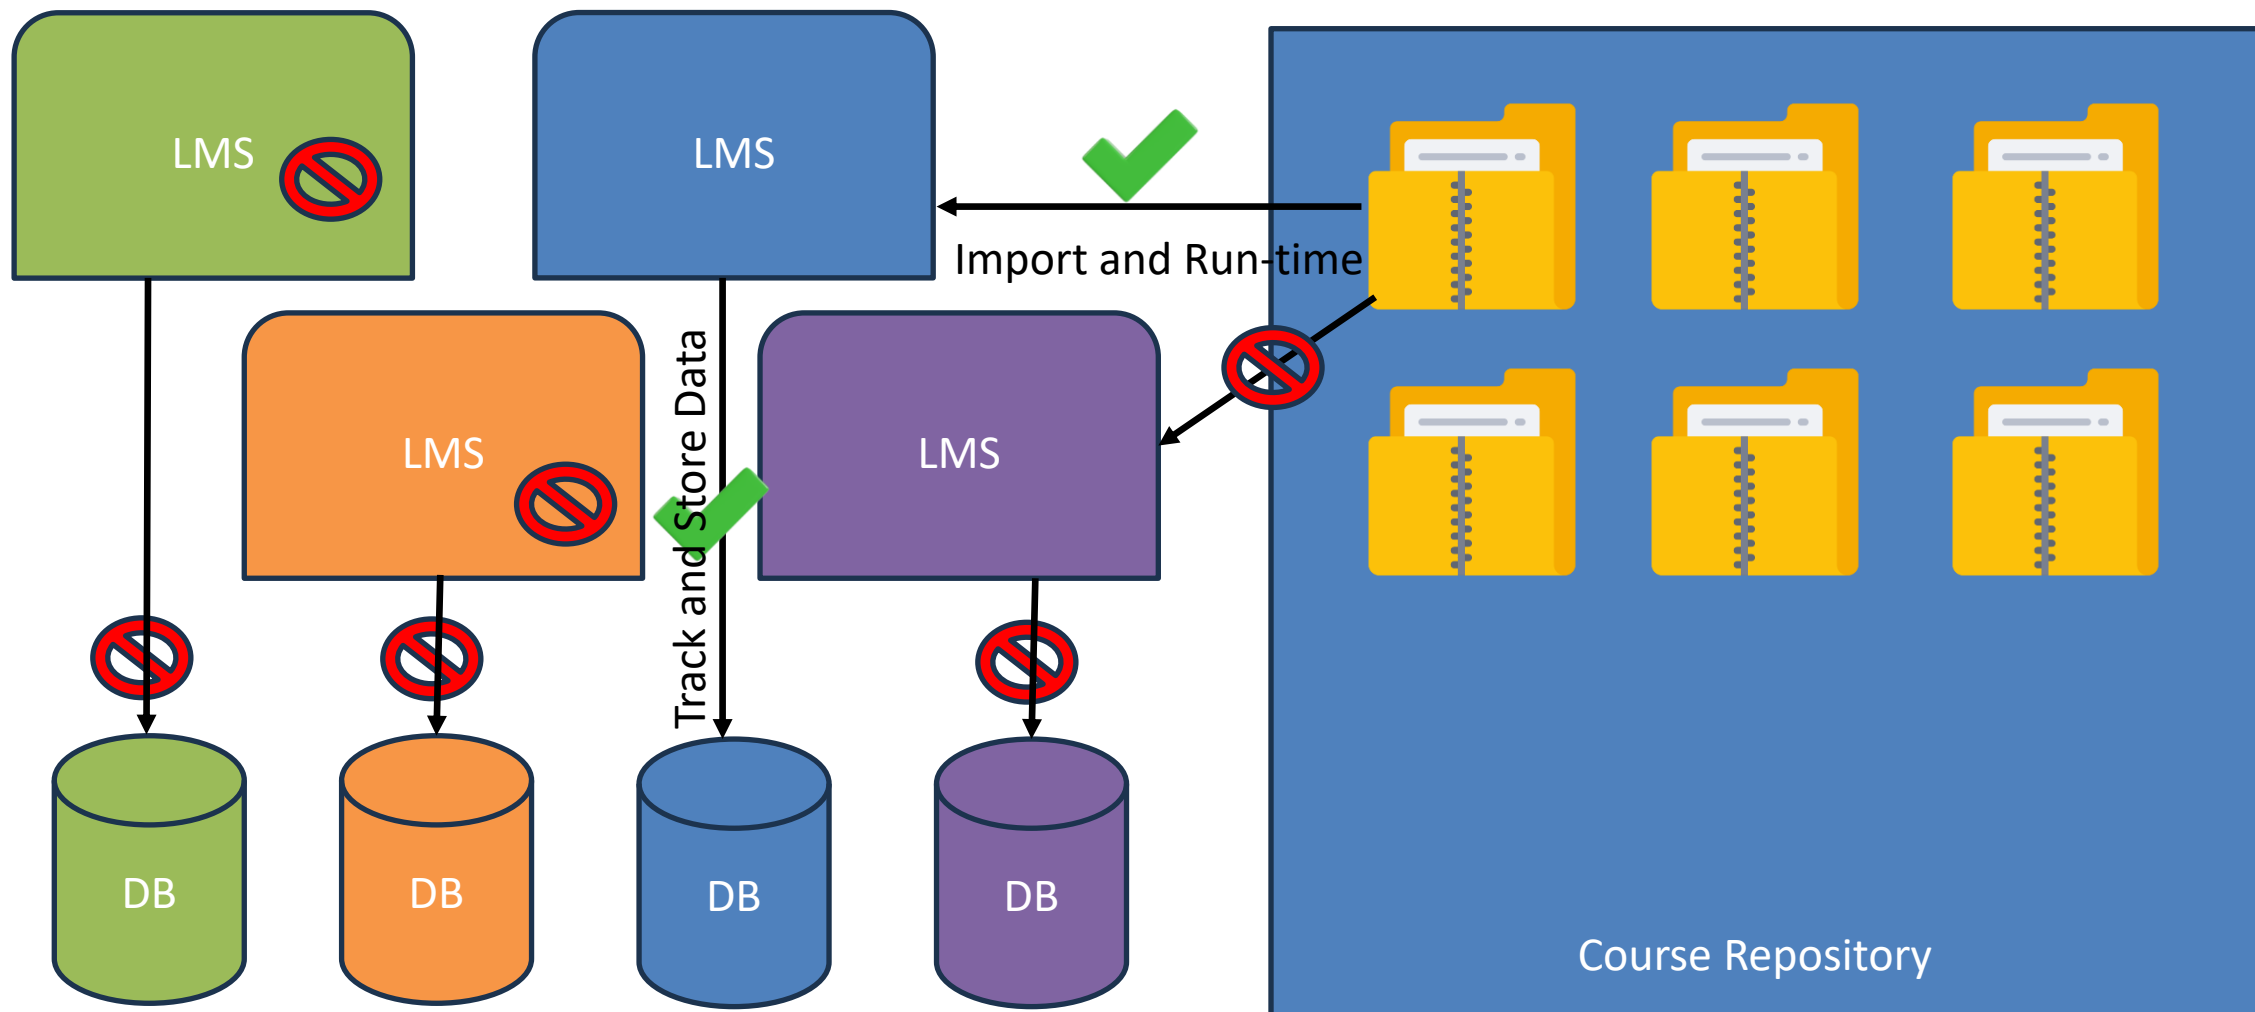 LMS
LMS
Import and Run-time
LMS
LMS
Track and Store Data
DB
DB
DB
DB
Course Repository